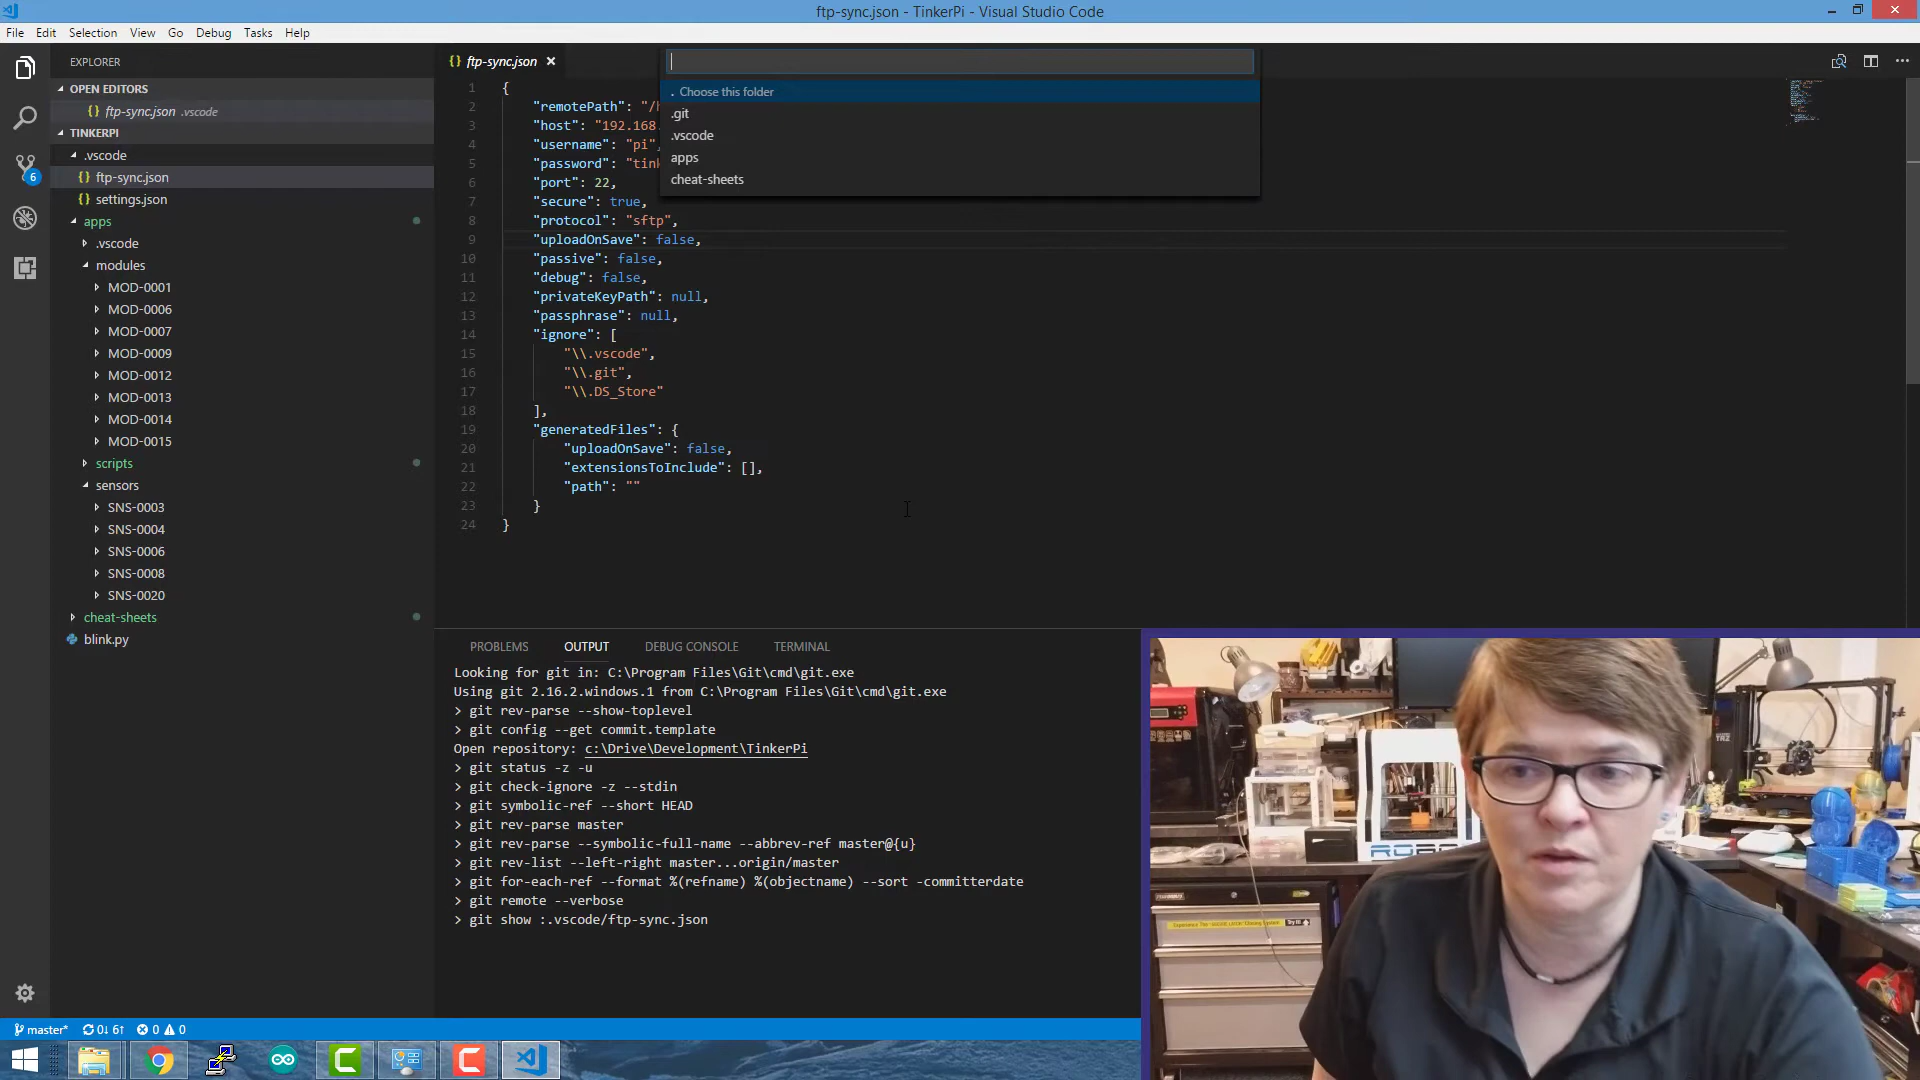 ftp-sync.json - TinkerPi - Visual Studio Code
File Edit Selection View Go Debug Tasks Help
EXPLORER
OPEN EDITORS
{} ftp-sync.json .vscode
TINKERPI
.vscode
{} ftp-sync.json
{} settings.json
apps
.vscode
modules
MOD-0001
MOD-0006
MOD-0007
MOD-0009
MOD-0012
MOD-0013
MOD-0014
MOD-0015
scripts
sensors
SNS-0003
SNS-0004
SNS-0006
SNS-0008
SNS-0020
cheat-sheets
blink.py
6
{} ftp-sync.json
. Choose this folder
.git
.vscode
apps
cheat-sheets
1 {
2 "remotePath": "/h
3 "host": "192.168.
4 "username": "pi",
5 "password": "tink
6 "port": 22,
7 "secure": true,
8 "protocol": "sftp",
9 "uploadOnSave": false,
10 "passive": false,
11 "debug": false,
12 "privateKeyPath": null,
13 "passphrase": null,
14 "ignore": [
15 "\\.vscode",
16 "\\.git",
17 "\\.DS_Store"
18 ],
19 "generatedFiles": {
20 "uploadOnSave": false,
21 "extensionsToInclude": [],
22 "path": ""
23 }
24 }
PROBLEMS OUTPUT DEBUG CONSOLE TERMINAL
Looking for git in: C:\Program Files\Git\cmd\git.exe
Using git 2.16.2.windows.1 from C:\Program Files\Git\cmd\git.exe
> git rev-parse --show-toplevel
> git config --get commit.template
Open repository: c:\Drive\Development\TinkerPi
> git status -z -u
> git check-ignore -z --stdin
> git symbolic-ref --short HEAD
> git rev-parse master
> git rev-parse --symbolic-full-name --abbrev-ref master@{u}
> git rev-list --left-right master...origin/master
> git for-each-ref --format %(refname) %(objectname) --sort -committerdate
> git remote --verbose
> git show :.vscode/ftp-sync.json
master* 0↓ 6↑ 0 0